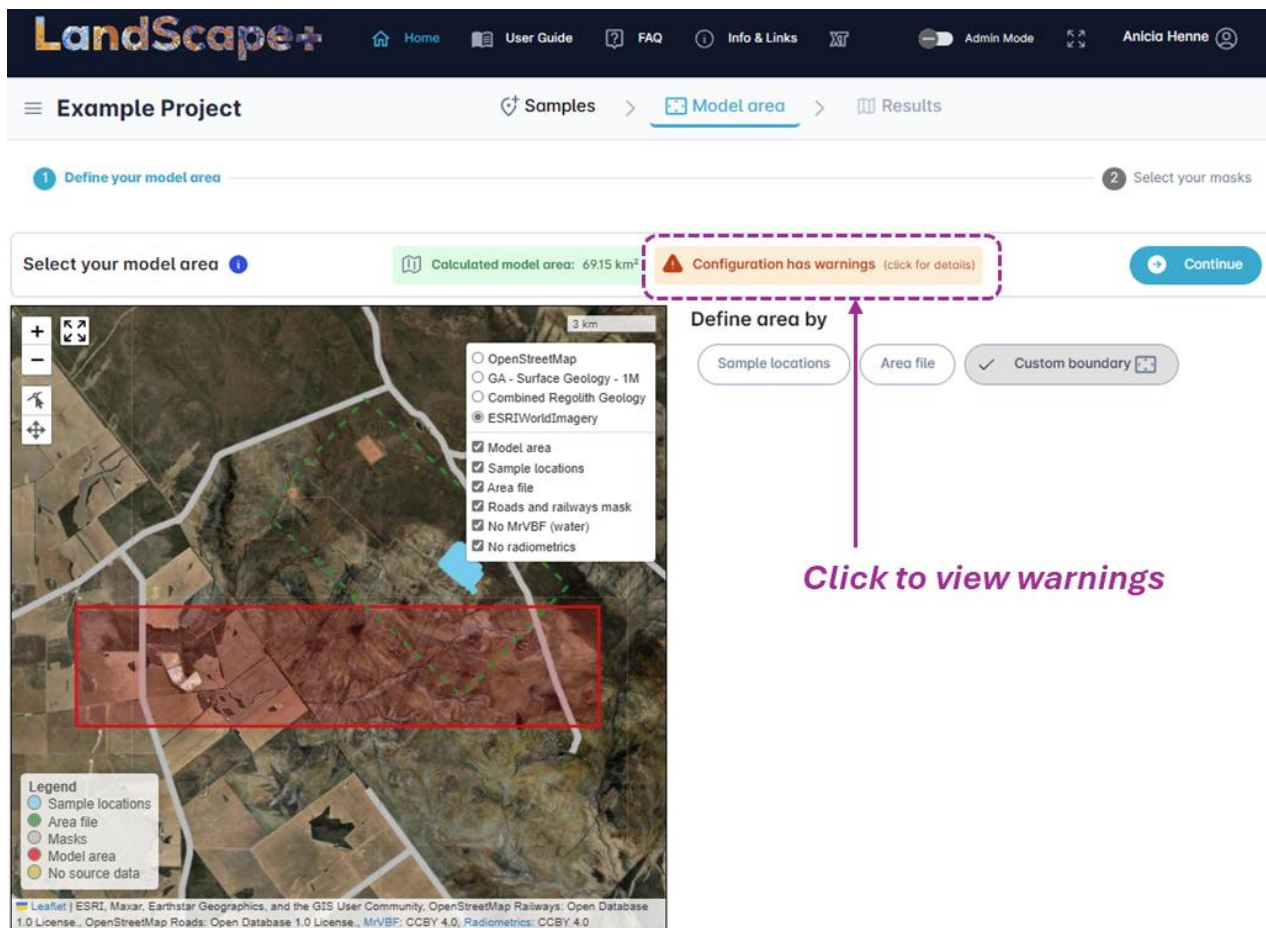 LandScape+
Home
User Guide
FAQ
Info & Links
Admin Mode
Anicia Henne
Example Project
Samples
Model area
Results
1 Define your model area
2 Select your masks
Select your model area
Calculated model area: 69.15 km²
Configuration has warnings (click for details)
Continue
+
−
3 km
OpenStreetMap
GA - Surface Geology - 1M
Combined Regolith Geology
ESRIWorldImagery
Model area
Sample locations
Area file
Roads and railways mask
No MrVBF (water)
No radiometrics
Define area by
Sample locations
Area file
Custom boundary
Click to view warnings
Legend
Sample locations
Area file
Masks
Model area
No source data
Leaflet | ESRI, Maxar, Earthstar Geographics, and the GIS User Community, OpenStreetMap Railways: Open Database
1.0 License., OpenStreetMap Roads: Open Database 1.0 License., MrVBF: CCBY 4.0, Radiometrics: CCBY 4.0